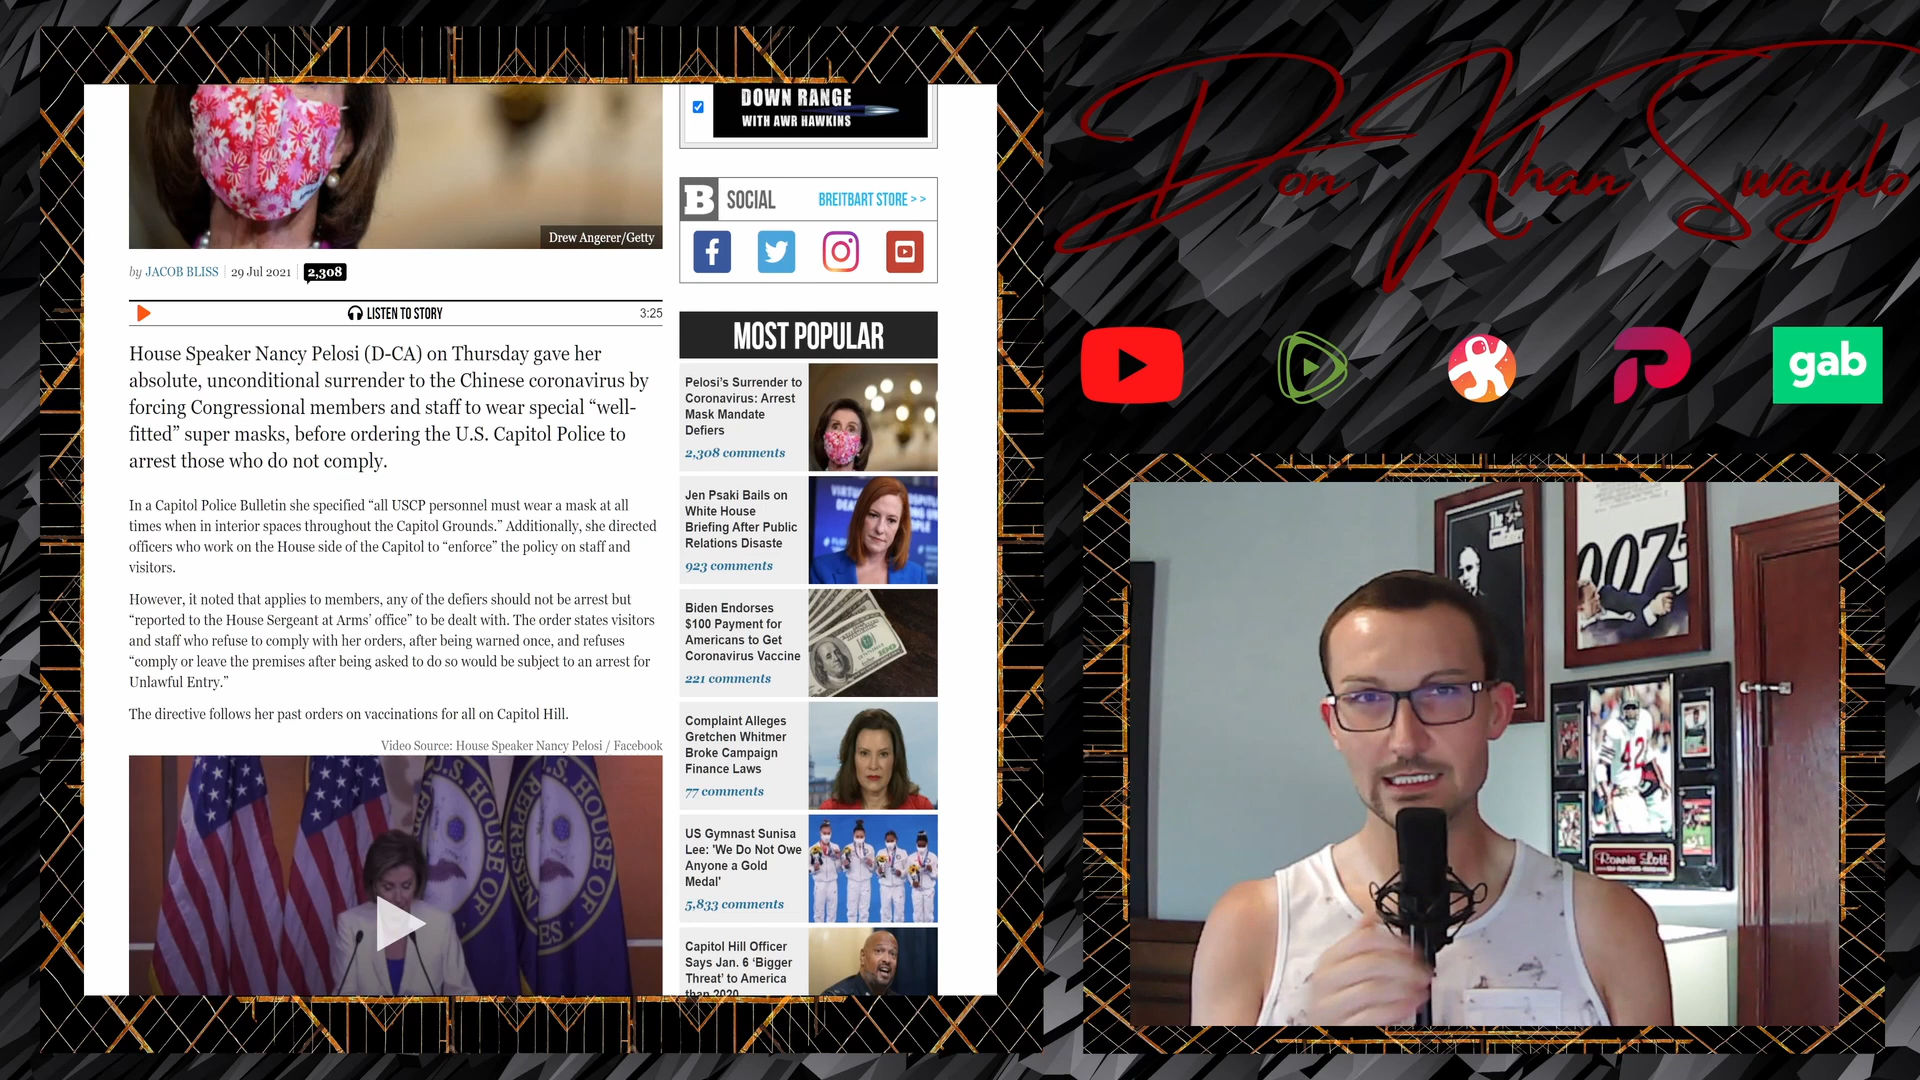 DOWN RANGE
WITH AWR HAWKINS
Drew Angerer/Getty
B SOCIAL BREITBART STORE > >
by JACOB BLISS 29 Jul 2021 2,308
LISTEN TO STORY 3:25
House Speaker Nancy Pelosi (D-CA) on Thursday gave her
absolute, unconditional surrender to the Chinese coronavirus by
forcing Congressional members and staff to wear special “well-
fitted” super masks, before ordering the U.S. Capitol Police to
arrest those who do not comply.
In a Capitol Police Bulletin she specified “all USCP personnel must wear a mask at all
times when in interior spaces throughout the Capitol Grounds.” Additionally, she directed
officers who work on the House side of the Capitol to “enforce” the policy on staff and
visitors.
However, it noted that applies to members, any of the defiers should not be arrest but
“reported to the House Sergeant at Arms’ office” to be dealt with. The order states visitors
and staff who refuse to comply with her orders, after being warned once, and refuses
“comply or leave the premises after being asked to do so would be subject to an arrest for
Unlawful Entry.”
The directive follows her past orders on vaccinations for all on Capitol Hill.
Video Source: House Speaker Nancy Pelosi / Facebook
U.S. HOUSE OF
REPRESEN
U.S. HOUSE OF
ES
MOST POPULAR
Pelosi’s Surrender to
Coronavirus: Arrest
Mask Mandate
Defiers
2,308 comments
Jen Psaki Bails on
White House
Briefing After Public
Relations Disaste
923 comments
Biden Endorses
$100 Payment for
Americans to Get
Coronavirus Vaccine
221 comments
Complaint Alleges
Gretchen Whitmer
Broke Campaign
Finance Laws
77 comments
US Gymnast Sunisa
Lee: 'We Do Not Owe
Anyone a Gold
Medal'
5,833 comments
Capitol Hill Officer
Says Jan. 6 ‘Bigger
Threat’ to America
than 2020
Don Khan Swaylo
gab
The
007
42
Ronnie Lott